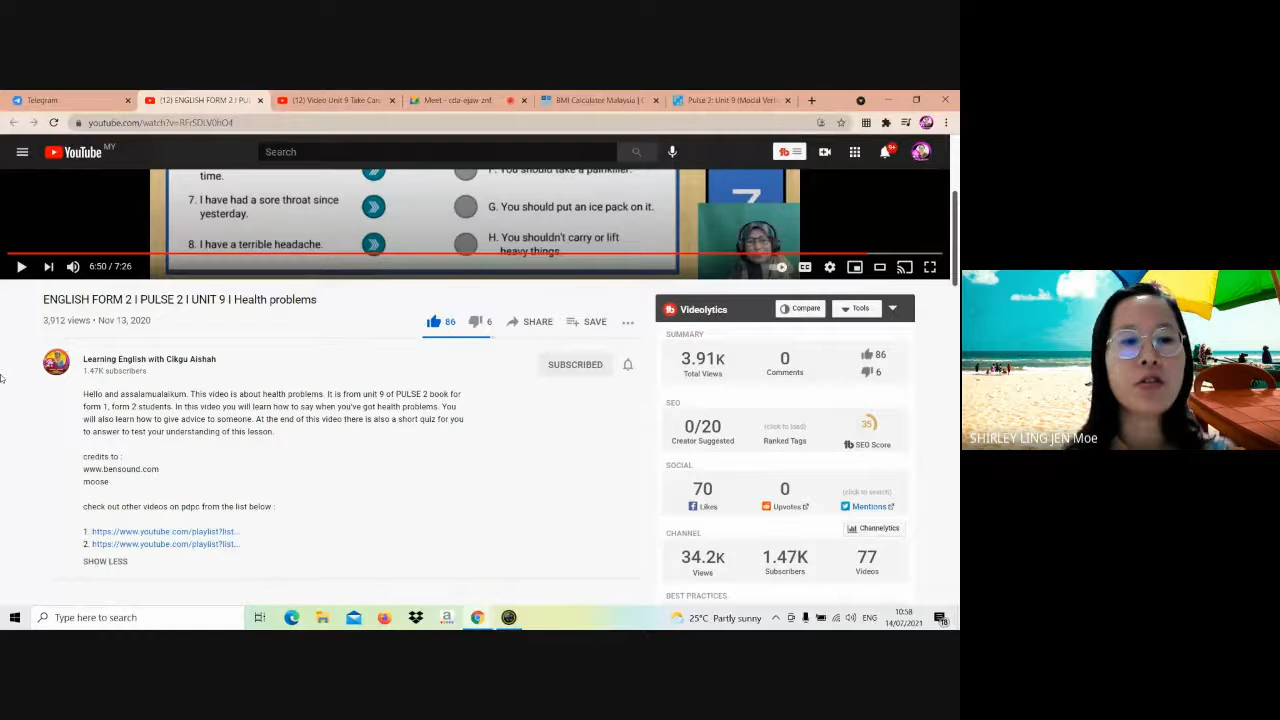 Telegram
(12) ENGLISH FORM 2 I PUL
(12) Video Unit 9 Take Car
Meet – cda-ejaw-znf
BMI Calculator Malaysia | C
Pulse 2: Unit 9 (Modal Verb
youtube.com/watch?v=RFrSDLV0hO4
YouTube MY
Search
9+
time.
F. You should take a painkiller.
7. I have had a sore throat since
yesterday.
G. You should put an ice pack on it.
8. I have a terrible headache.
H. You shouldn't carry or lift
heavy things.
6:50 / 7:26
ENGLISH FORM 2 I PULSE 2 I UNIT 9 I Health problems
3,912 views • Nov 13, 2020
86
6
SHARE
SAVE
Learning English with Cikgu Aishah
1.47K subscribers
SUBSCRIBED
Hello and assalamulaikum. This video is about health problems. It is from unit 9 of PULSE 2 book for
form 1, form 2 students. In this video you will learn how to say when you've got health problems. You
will also learn how to give advice to someone. At the end of this video there is also a short quiz for you
to answer to test your understanding of this lesson.
credits to :
www.bensound.com
moose
check out other videos on pdpc from the list below :
1. https://www.youtube.com/playlist?list...
2. https://www.youtube.com/playlist?list...
SHOW LESS
tb Videolytics
Compare
Tools
SUMMARY
3.91K
Total Views
0
Comments
86
6
SEO
0/20
Creator Suggested
(click to load)
Ranked Tags
35
tb SEO Score
SOCIAL
70
Likes
0
Upvotes
(click to search)
Mentions
CHANNEL
Channelytics
34.2K
Views
1.47K
Subscribers
77
Videos
BEST PRACTICES
SHIRLEY LING JEN Moe
Type here to search
25°C Partly sunny
ENG
10:58
14/07/2021
18